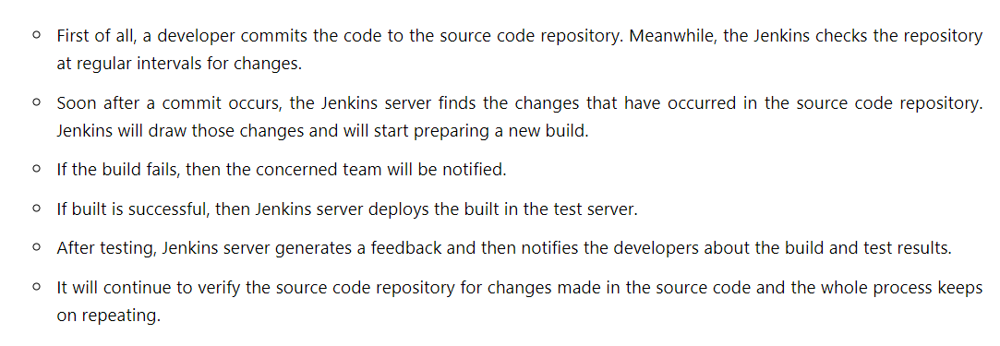 First of all, a developer commits the code to the source code repository. Meanwhile, the Jenkins checks the repository
at regular intervals for changes.
Soon after a commit occurs, the Jenkins server finds the changes that have occurred in the source code repository.
Jenkins will draw those changes and will start preparing a new build.
If the build fails, then the concerned team will be notified.
If built is successful, then Jenkins server deploys the built in the test server.
After testing, Jenkins server generates a feedback and then notifies the developers about the build and test results.
It will continue to verify the source code repository for changes made in the source code and the whole process keeps
on repeating.